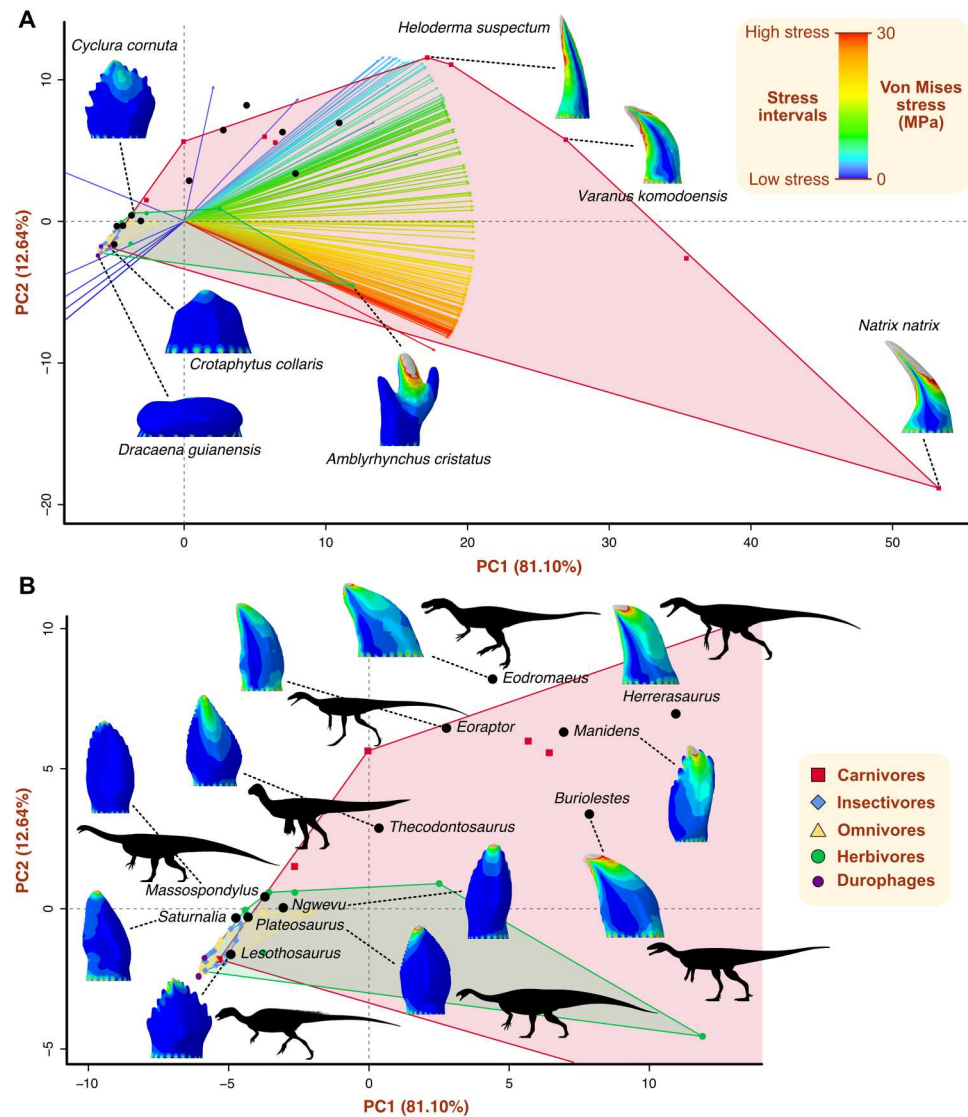 A
Cyclura cornuta
Heloderma suspectum
High stress
30
Stress
intervals
Von Mises
stress
(MPa)
Low stress
0
Varanus komodoensis
Natrix natrix
Crotaphytus collaris
Dracaena guianensis
Amblyrhynchus cristatus
10
0
-10
-20
PC2 (12.64%)
0
10
20
30
40
50
PC1 (81.10%)
B
Eodromaeus
Herrerasaurus
Eoraptor
Manidens
Buriolestes
Thecodontosaurus
Massospondylus
Ngwevu
Saturnalia
Plateosaurus
Lesothosaurus
10
5
0
-5
PC2 (12.64%)
-10
-5
0
5
10
PC1 (81.10%)
Carnivores
Insectivores
Omnivores
Herbivores
Durophages